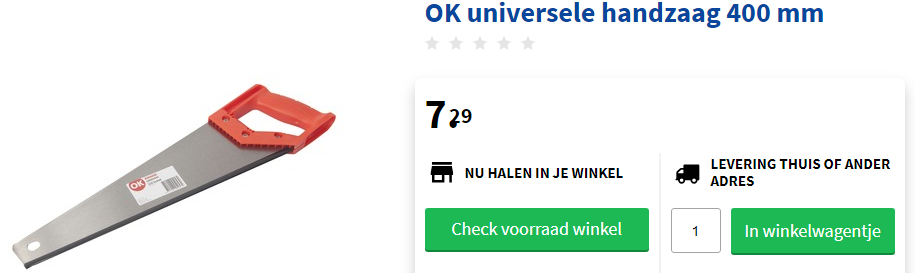 OK universele handzaag 400 mm
7.29
NU HALEN IN JE WINKEL
LEVERING THUIS OF ANDER
ADRES
Check voorraad winkel
1
In winkelwagentje
OK